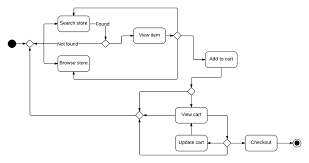 Search store
Found
View item
Not found
Browse store
Add to cart
View cart
Update cart
Checkout